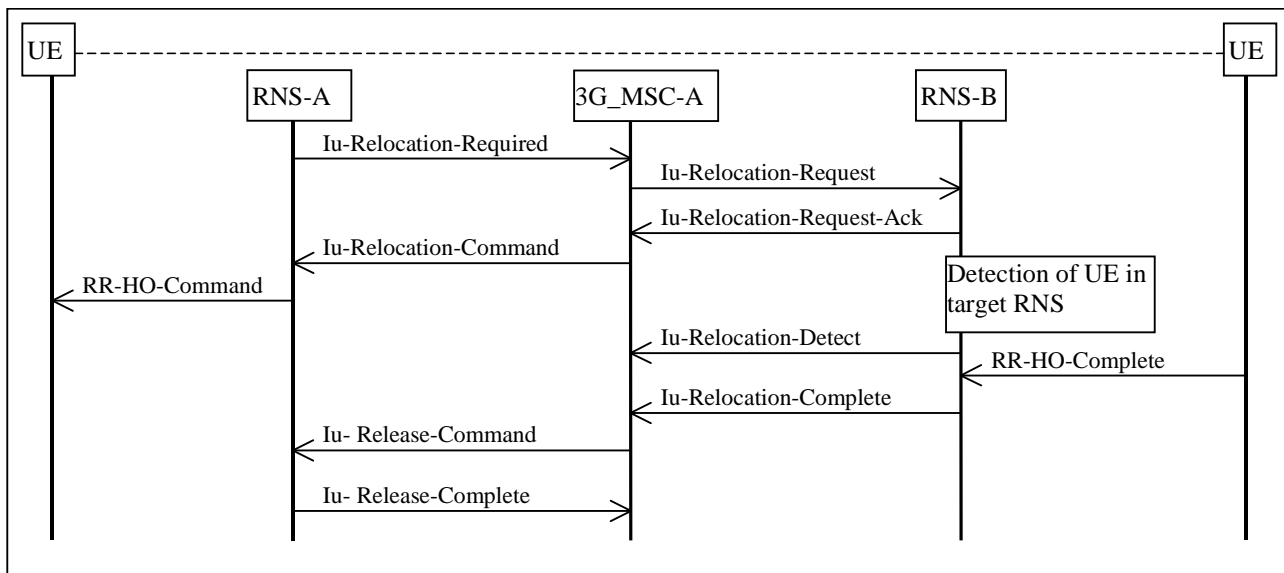 UE
UE
RNS-A
3G_MSC-A
RNS-B
Iu-Relocation-Required
Iu-Relocation-Request
Iu-Relocation-Request-Ack
Iu-Relocation-Command
Detection of UE in
target RNS
RR-HO-Command
Iu-Relocation-Detect
RR-HO-Complete
Iu-Relocation-Complete
Iu- Release-Command
Iu- Release-Complete